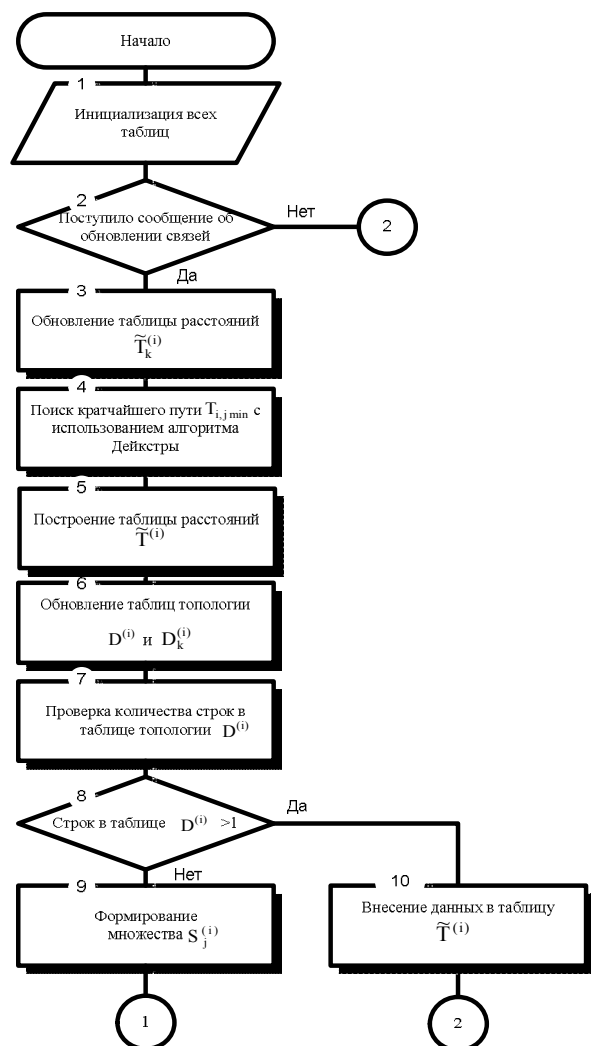 Начало
1
Инициализация всех
таблиц
2
Поступило сообщение об
обновлении связей
Нет
2
Да
3
Обновление таблицы расстояний
T̃ₖ⁽ⁱ⁾
4
Поиск кратчайшего пути T i, j min с
использованием алгоритма
Дейкстры
5
Построение таблицы расстояний
T̃⁽ⁱ⁾
6
Обновление таблиц топологии
D⁽ⁱ⁾ и Dₖ⁽ⁱ⁾
7
Проверка количества строк в
таблице топологии D⁽ⁱ⁾
8
Строк в таблице D⁽ⁱ⁾ >1
Да
Нет
9
Формирование
множества Sⱼ⁽ⁱ⁾
10
Внесение данных в таблицу
T̃⁽ⁱ⁾
1
2